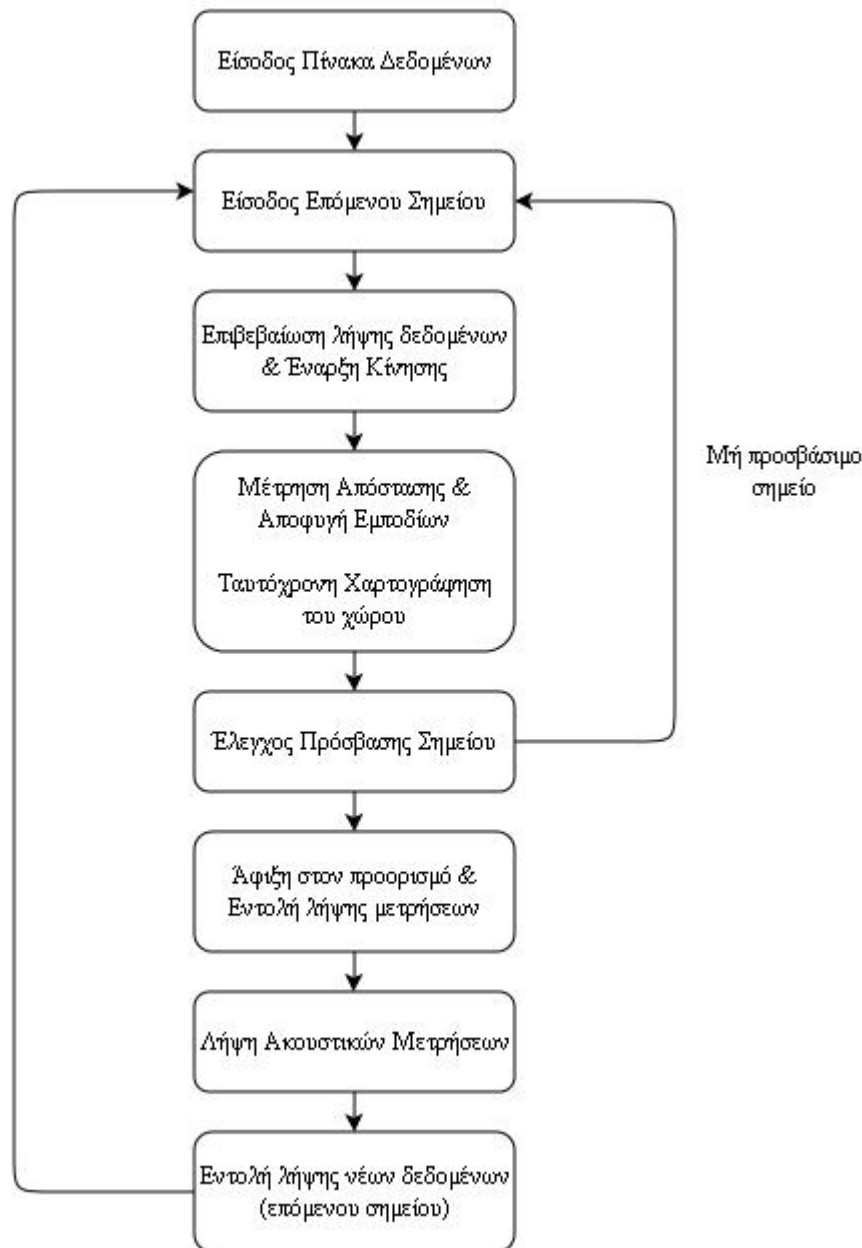 Είσοδος Πίνακα Δεδομένων
Είσοδος Επόμενου Σημείου
Επιβεβαίωση λήψης δεδομένων
& Έναρξη Κίνησης
Μέτρηση Απόστασης &
Αποφυγή Εμποδίων
Ταυτόχρονη Χαρτογράφηση
του χώρου
Μή προσβάσιμο
σημείο
Έλεγχος Πρόσβασης Σημείου
Άφιξη στον προορισμό &
Εντολή λήψης μετρήσεων
Λήψη Ακουστικών Μετρήσεων
Εντολή λήψης νέων δεδομένων
(επόμενου σημείου)